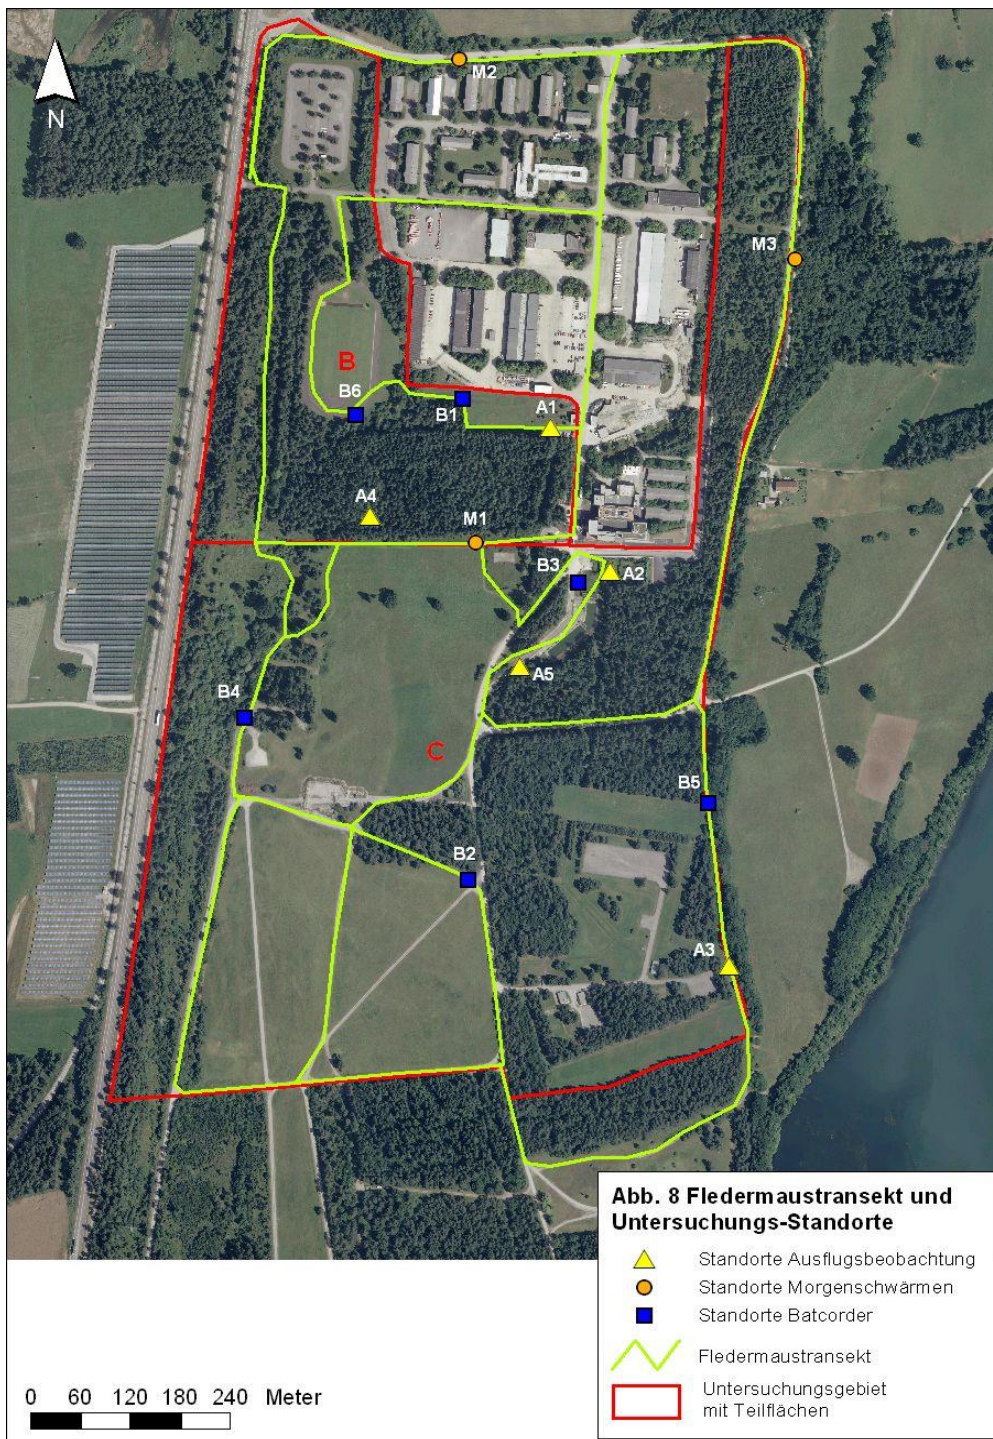 N
M2
M3
B
B6
B1
A1
A4
M1
B3
A2
A5
B4
C
B5
B2
A3
Abb. 8 Fledermaustransekt und
Untersuchungs-Standorte
Standorte Ausflugsbeobachtung
Standorte Morgenschwärmen
Standorte Batcorder
Fledermaustransekt
Untersuchungsgebiet
mit Teilflächen
0 60 120 180 240 Meter